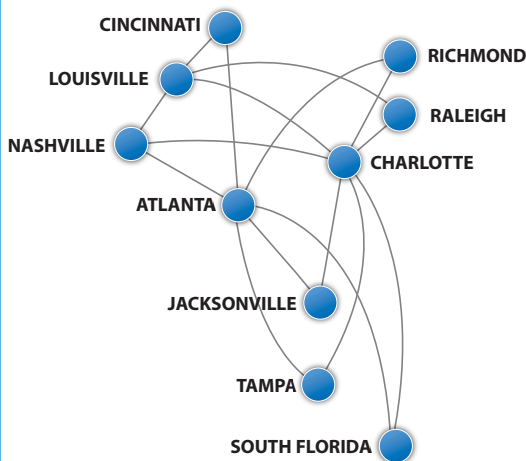 CINCINNATI
RICHMOND
LOUISVILLE
RALEIGH
NASHVILLE
CHARLOTTE
ATLANTA
JACKSONVILLE
TAMPA
SOUTH FLORIDA